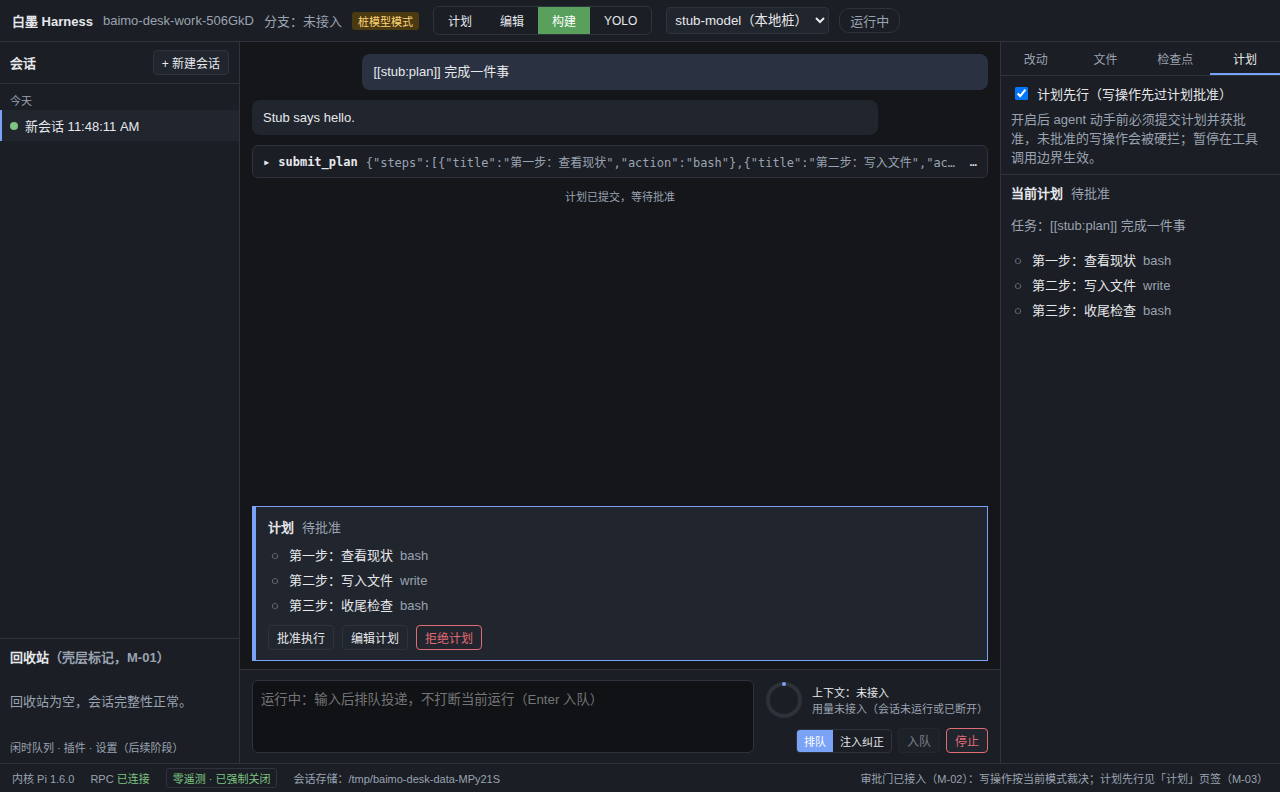 白墨 Harness baimo-desk-work-506GkD 分支：未接入 桩模型模式 计划 编辑 构建 YOLO stub-model（本地桩） 运行中
会话 + 新建会话
今天
新会话 11:48:11 AM
回收站（壳层标记，M-01）
回收站为空，会话完整性正常。
闲时队列 · 插件 · 设置（后续阶段）
[[stub:plan]] 完成一件事
Stub says hello.
▸ submit_plan {"steps":[{"title":"第一步：查看现状","action":"bash"},{"title":"第二步：写入文件","ac… …
计划已提交，等待批准
计划 待批准
○ 第一步：查看现状 bash
○ 第二步：写入文件 write
○ 第三步：收尾检查 bash
批准执行 编辑计划 拒绝计划
运行中：输入后排队投递，不打断当前运行（Enter 入队）
上下文：未接入
用量未接入（会话未运行或已断开）
排队 注入纠正 入队 停止
改动 文件 检查点 计划
计划先行（写操作先过计划批准）
开启后 agent 动手前必须提交计划并获批
准，未批准的写操作会被硬拦；暂停在工具
调用边界生效。
当前计划 待批准
任务：[[stub:plan]] 完成一件事
○ 第一步：查看现状 bash
○ 第二步：写入文件 write
○ 第三步：收尾检查 bash
内核 Pi 1.6.0 RPC 已连接 零遥测 · 已强制关闭 会话存储：/tmp/baimo-desk-data-MPy21S 审批门已接入（M-02）：写操作按当前模式裁决；计划先行见「计划」页签（M-03）